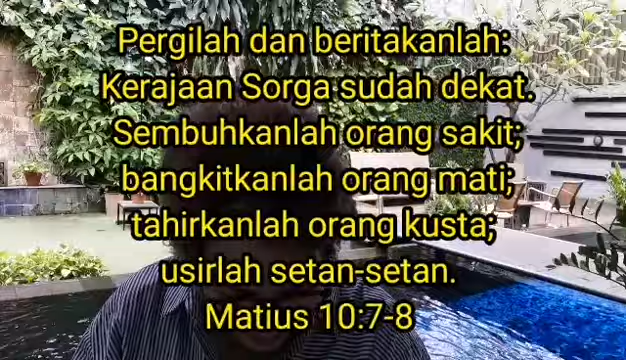 Pergilah dan beritakanlah:
Kerajaan Sorga sudah dekat.
Sembuhkanlah orang sakit;
bangkitkanlah orang mati;
tahirkanlah orang kusta;
usirlah setan-setan.
Matius 10:7-8